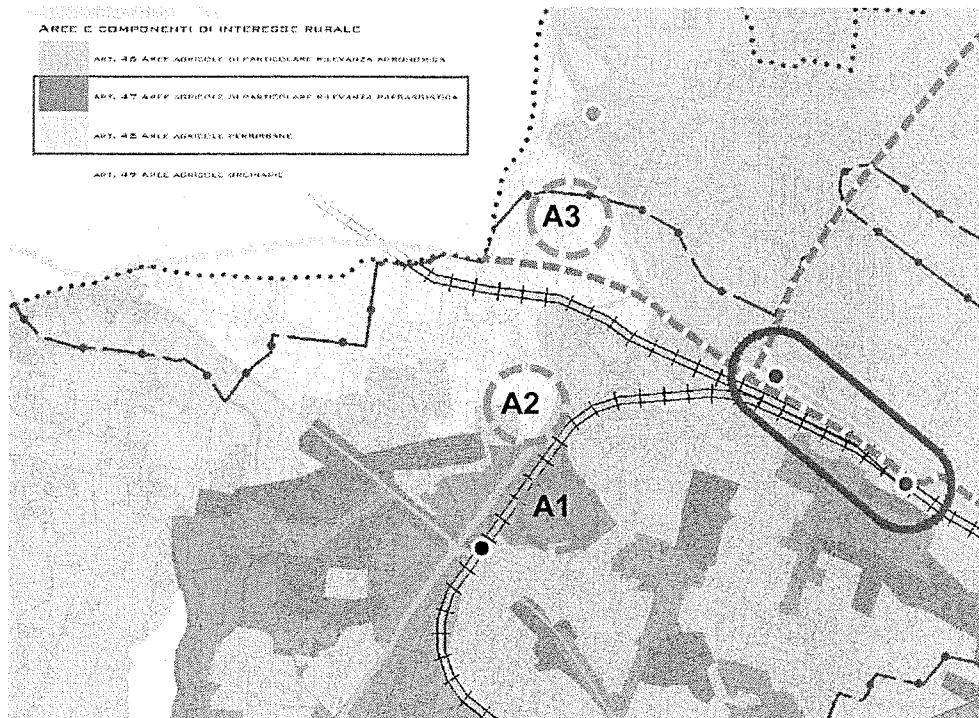 AREE E COMPONENTI DI INTERESSE RURALE
ART. 46 AREE AGRICOLE DI PARTICOLARE RILEVANZA AGRONOMICA
ART. 47 AREE AGRICOLE DI PARTICOLARE RILEVANZA PAESAGGISTICA
ART. 48 AREE AGRICOLE PERIURBANE
ART. 49 AREE AGRICOLE ORDINARIE
A3
A2
A1